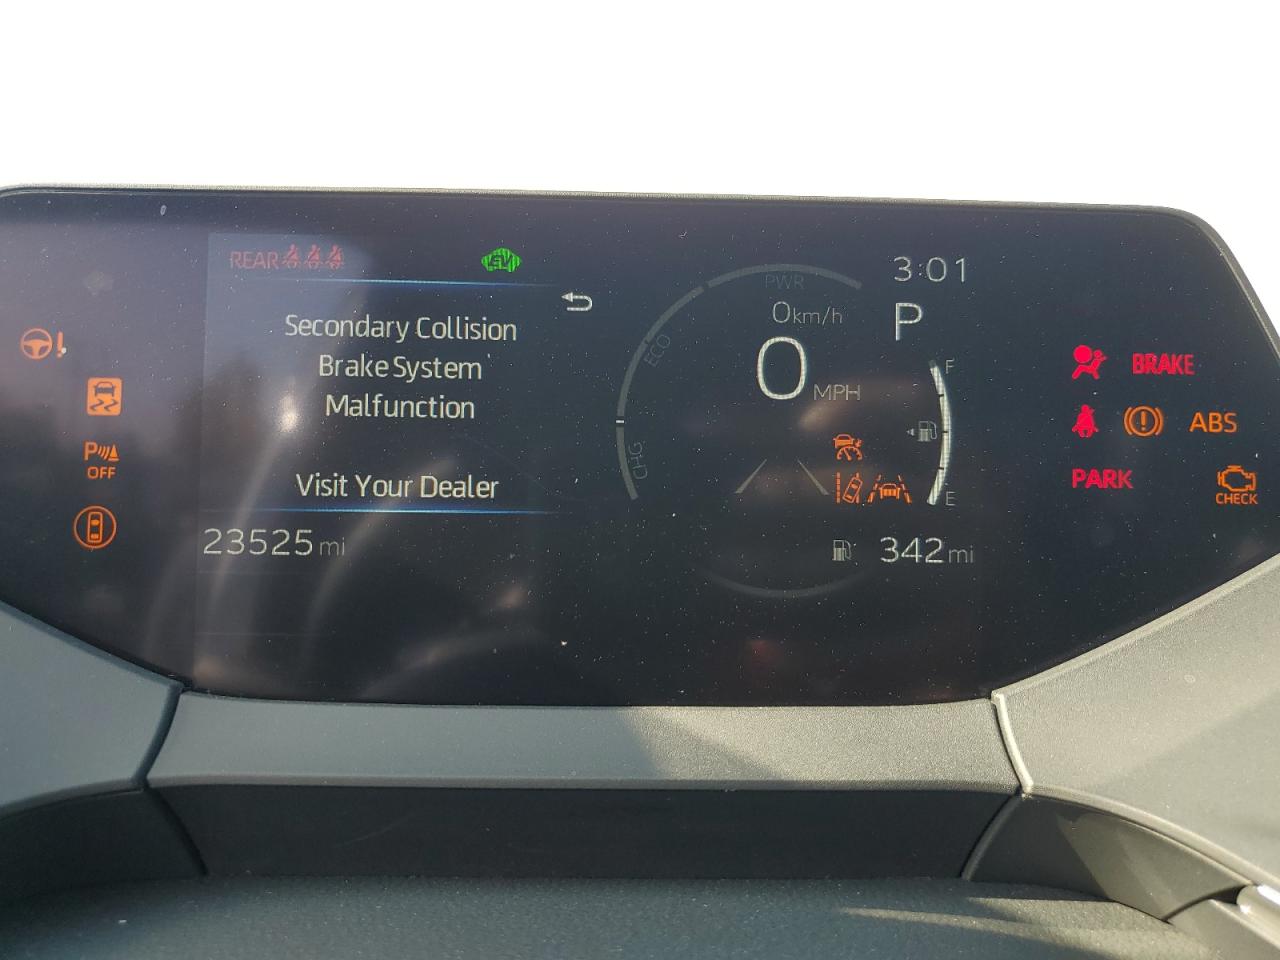 REAR
EV
Secondary Collision
Brake System
Malfunction
Visit Your Dealer
23525 mi
P
OFF
PWR
ECO
CHG
0 km/h
0 MPH
3:01
P
F
E
342 mi
BRAKE
ABS
PARK
CHECK